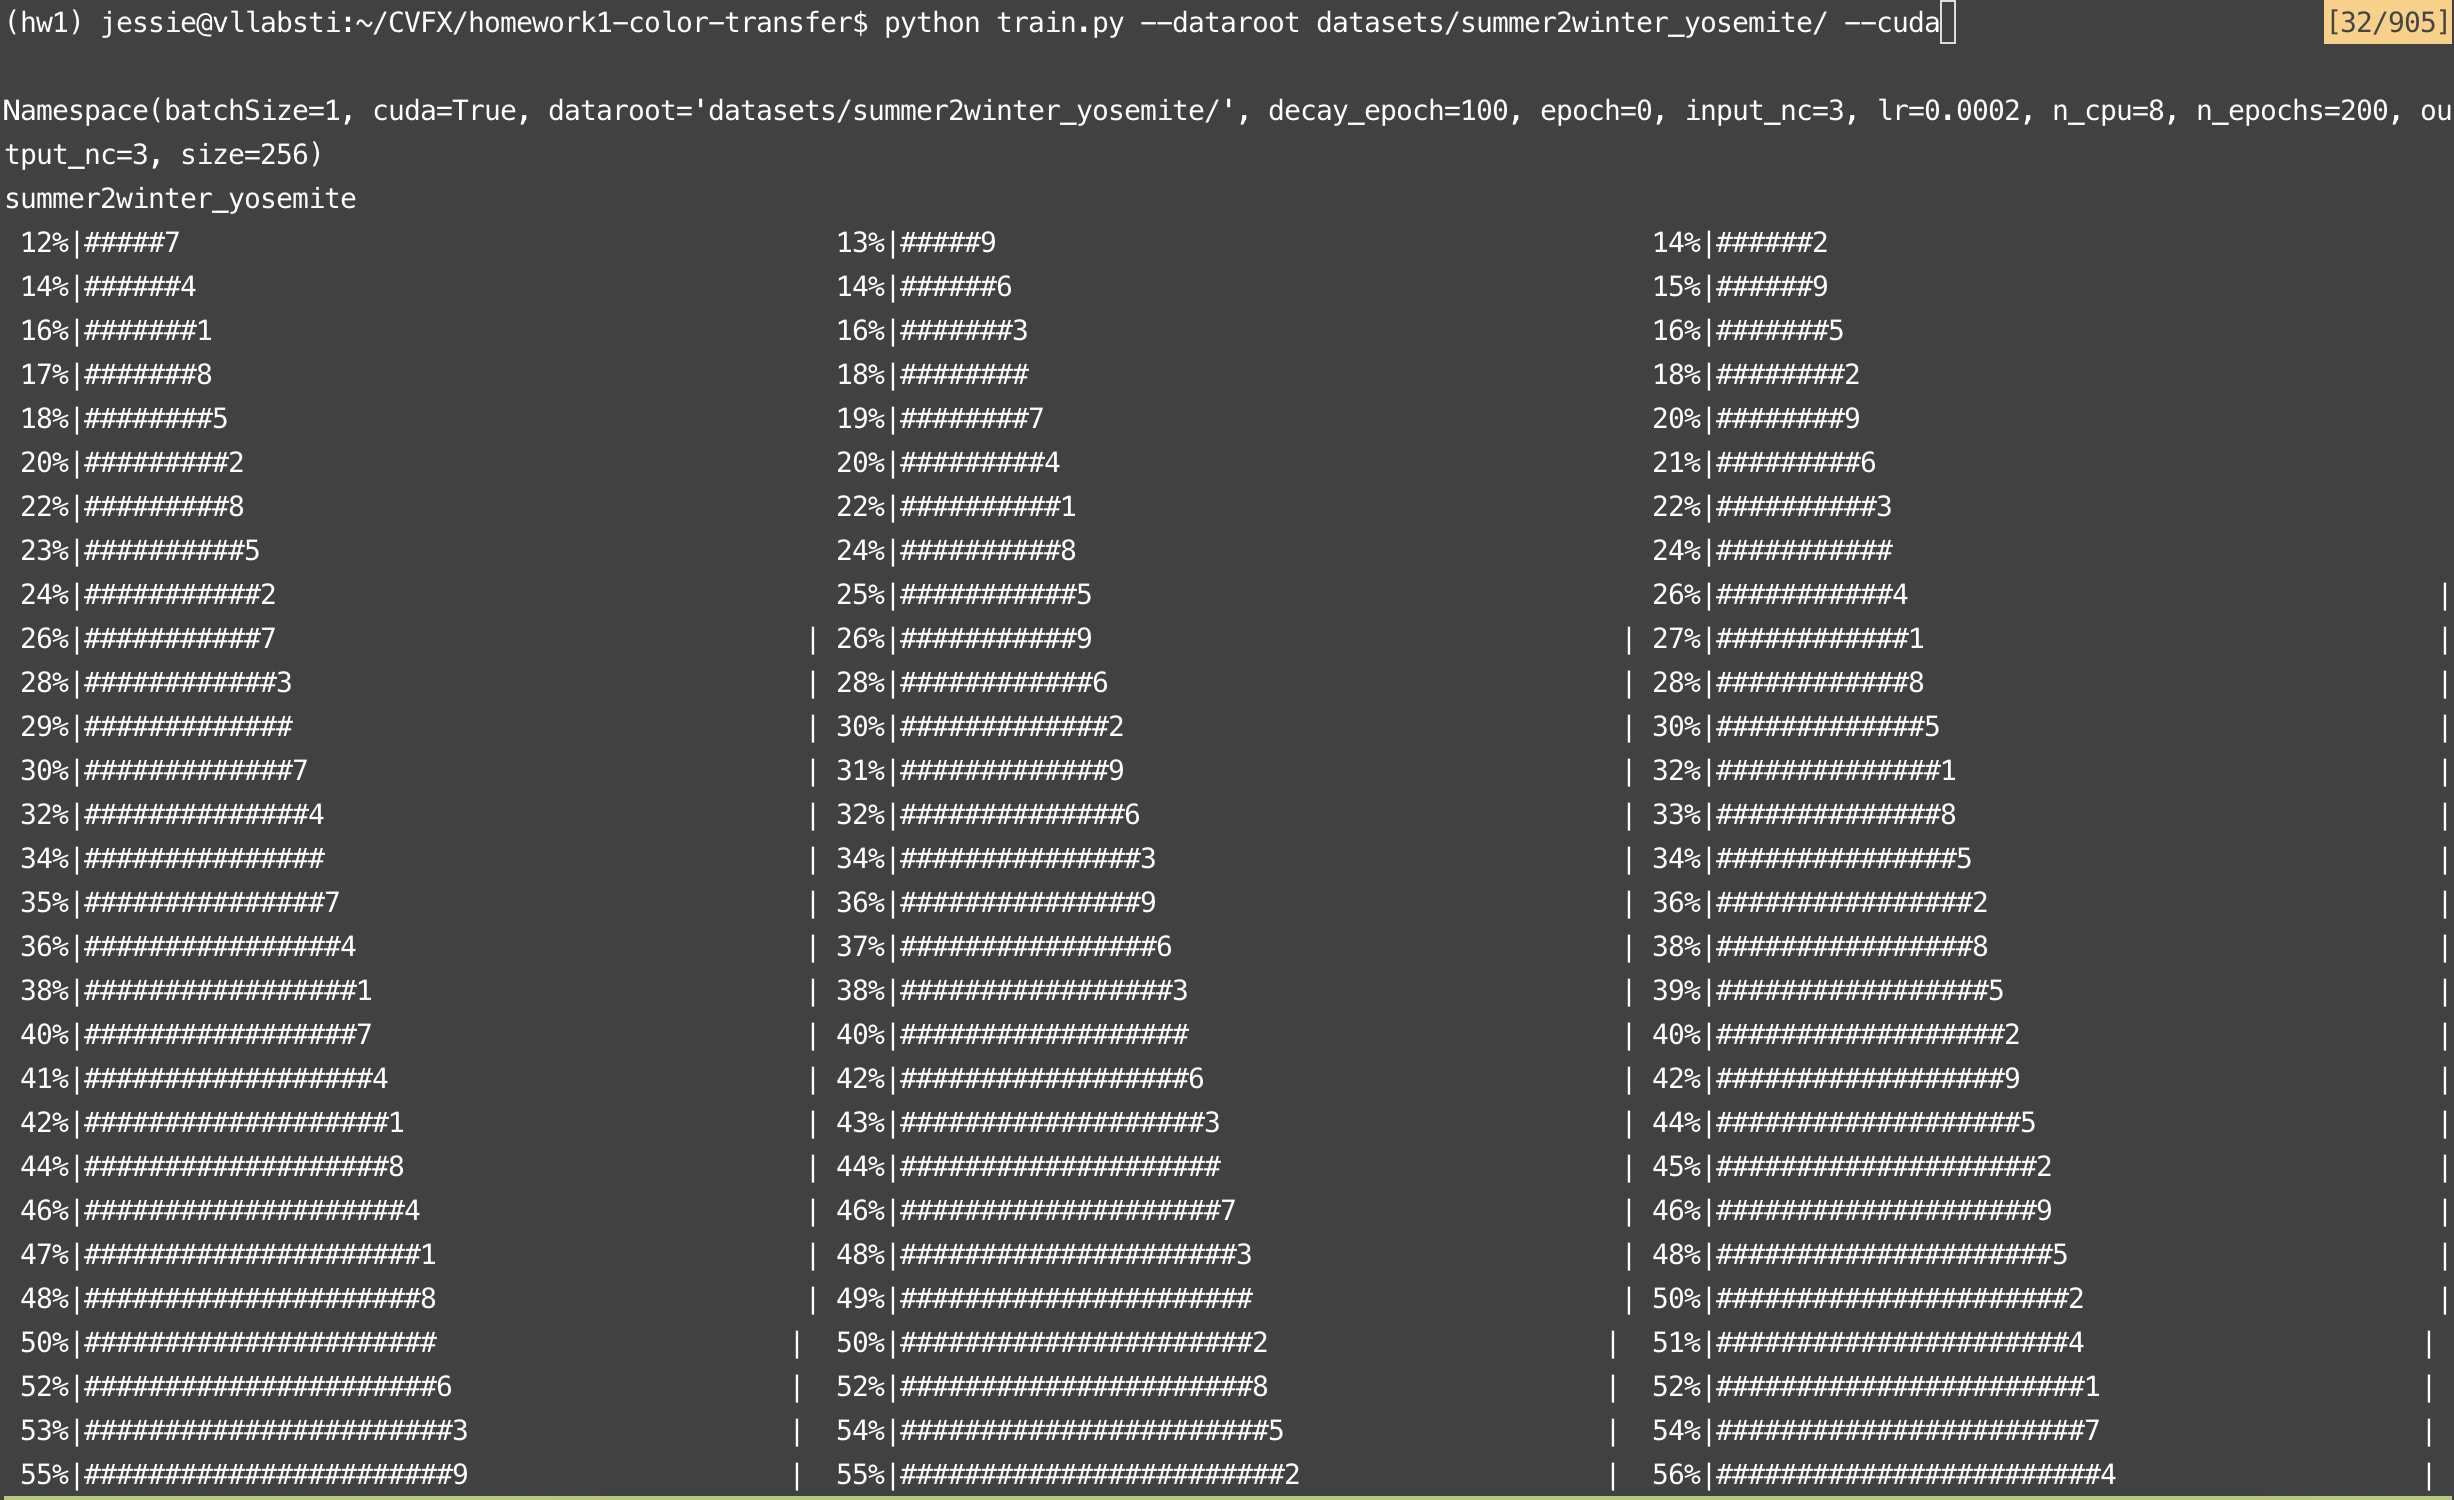 (hw1) jessie@vllabsti:~/CVFX/homework1-color-transfer$ python train.py --dataroot datasets/summer2winter_yosemite/ --cuda [32/905]
Namespace(batchSize=1, cuda=True, dataroot='datasets/summer2winter_yosemite/', decay_epoch=100, epoch=0, input_nc=3, lr=0.0002, n_cpu=8, n_epochs=200, ou
tput_nc=3, size=256)
summer2winter_yosemite
12%|#####7 13%|#####9 14%|######2
14%|######4 14%|######6 15%|######9
16%|#######1 16%|#######3 16%|#######5
17%|#######8 18%|######## 18%|########2
18%|########5 19%|########7 20%|########9
20%|#########2 20%|#########4 21%|#########6
22%|#########8 22%|##########1 22%|##########3
23%|##########5 24%|##########8 24%|###########
24%|###########2 25%|###########5 26%|###########4 |
26%|###########7 | 26%|###########9 | 27%|############1 |
28%|############3 | 28%|############6 | 28%|############8 |
29%|############# | 30%|#############2 | 30%|#############5 |
30%|#############7 | 31%|#############9 | 32%|##############1 |
32%|##############4 | 32%|##############6 | 33%|##############8 |
34%|############### | 34%|###############3 | 34%|###############5 |
35%|###############7 | 36%|###############9 | 36%|################2 |
36%|################4 | 37%|################6 | 38%|################8 |
38%|#################1 | 38%|#################3 | 39%|#################5 |
40%|#################7 | 40%|################## | 40%|##################2 |
41%|##################4 | 42%|##################6 | 42%|##################9 |
42%|###################1 | 43%|###################3 | 44%|###################5 |
44%|###################8 | 44%|#################### | 45%|####################2 |
46%|####################4 | 46%|####################7 | 46%|####################9 |
47%|#####################1 | 48%|#####################3 | 48%|#####################5 |
48%|#####################8 | 49%|###################### | 50%|######################2 |
50%|###################### | 50%|######################2 | 51%|######################4 |
52%|######################6 | 52%|######################8 | 52%|#######################1 |
53%|#######################3 | 54%|#######################5 | 54%|#######################7 |
55%|#######################9 | 55%|########################2 | 56%|########################4 |